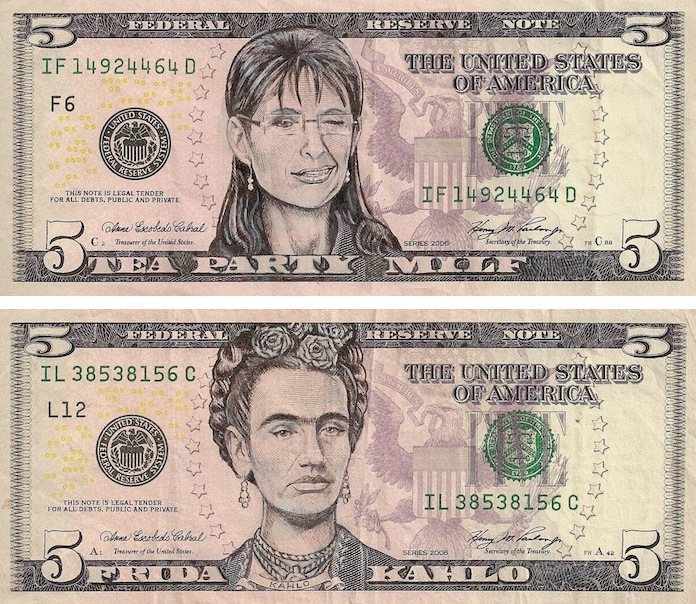 5 FEDERAL RESERVE NOTE 5
IF 14924464 D
THE UNITED STATES
OF AMERICA
F6
UNITED STATES
FEDERAL RESERVE SYSTEM
THIS NOTE IS LEGAL TENDER
FOR ALL DEBTS, PUBLIC AND PRIVATE
IF 14924464 D
Anna Escobedo Cabral
C 2 Treasurer of the United States.
SERIES 2006
Henry M. Paulson, Jr.
Secretary of the Treasury.
FW C 88
5 TEA PARTY MILF 5
5 FEDERAL RESERVE NOTE 5
IL 38538156 C
THE UNITED STATES
OF AMERICA
L12
UNITED STATES
FEDERAL RESERVE SYSTEM
THIS NOTE IS LEGAL TENDER
FOR ALL DEBTS, PUBLIC AND PRIVATE
IL 38538156 C
Anna Escobedo Cabral
A 1 Treasurer of the United States.
SERIES 2006
Henry M. Paulson, Jr.
Secretary of the Treasury.
FW A 42
KAHLO
5 FRIDA KAHLO 5